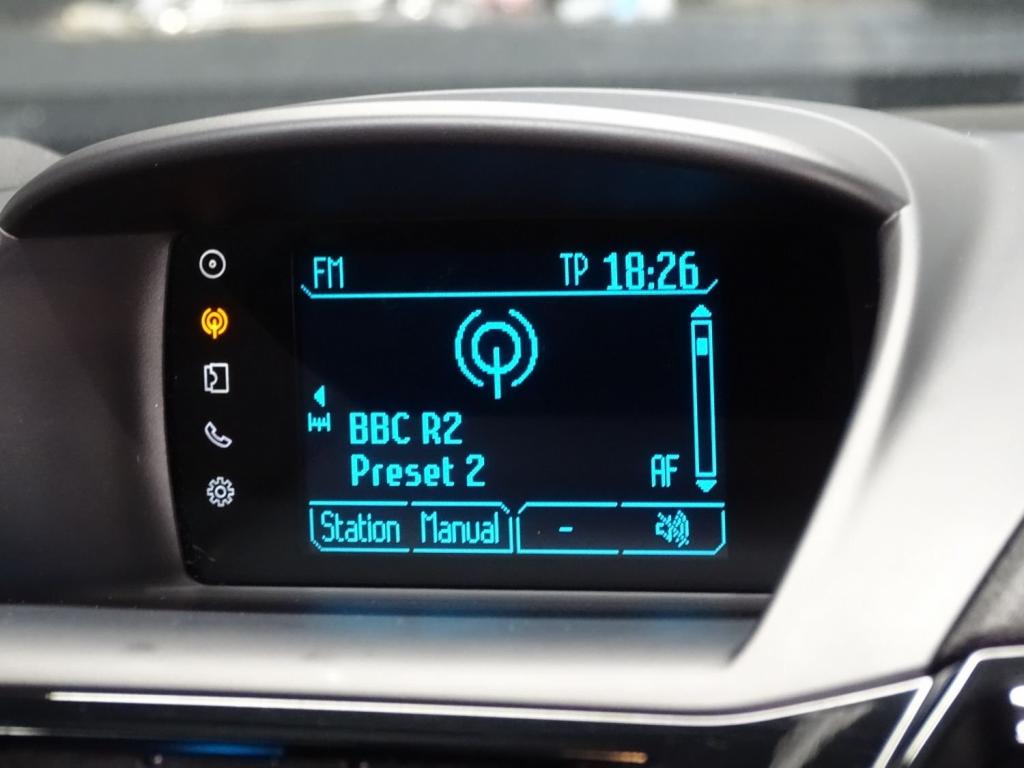 FM TP 18:26
BBC R2
Preset 2 AF
Station Manual -